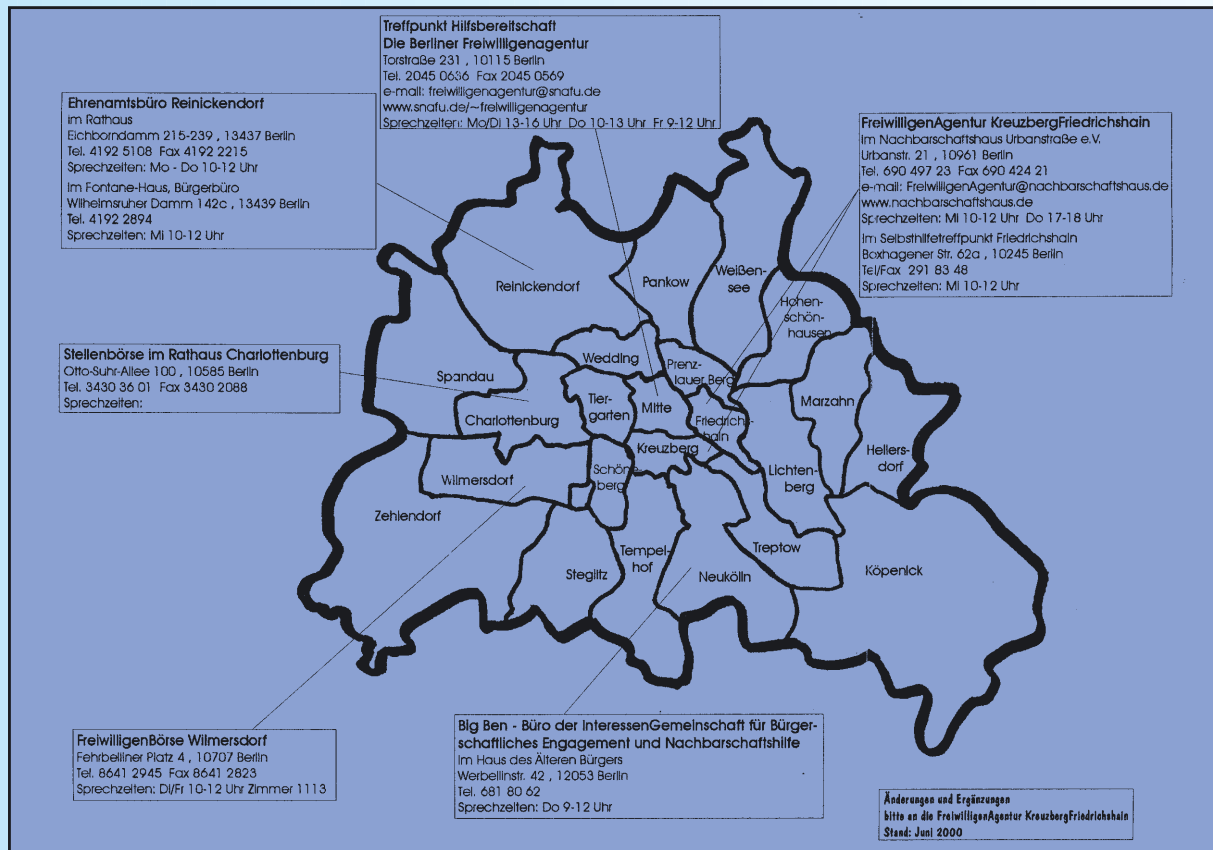 Treffpunkt Hilfsbereitschaft
Die Berliner Freiwilligenagentur
Torstraße 231 , 10115 Berlin
Tel. 2045 0636 Fax 2045 0569
e-mail: freiwilligenagentur@snafu.de
www.snafu.de/~freiwilligenagentur
Sprechzeiten: Mo/Di 13-16 Uhr Do 10-13 Uhr Fr 9-12 Uhr
Ehrenamtsbüro Reinickendorf
im Rathaus
Eichborndamm 215-239 , 13437 Berlin
Tel. 4192 5108 Fax 4192 2215
Sprechzeiten: Mo - Do 10-12 Uhr
Im Fontane-Haus, Bürgerbüro
Wilhelmsruher Damm 142c , 13439 Berlin
Tel. 4192 2894
Sprechzeiten: Mi 10-12 Uhr
FreiwilligenAgentur KreuzbergFriedrichshain
Im Nachbarschaftshaus Urbanstraße e.V.
Urbanstr. 21 , 10961 Berlin
Tel. 690 497 23 Fax 690 424 21
e-mail: FreiwilligenAgentur@nachbarschaftshaus.de
www.nachbarschaftshaus.de
Sprechzeiten: Mi 10-12 Uhr Do 17-18 Uhr
Im Selbsthilfetreffpunkt Friedrichshain
Boxhagener Str. 62a , 10245 Berlin
Tel/Fax 291 83 48
Sprechzeiten: Mi 10-12 Uhr
Stellenbörse im Rathaus Charlottenburg
Otto-Suhr-Allee 100 , 10585 Berlin
Tel. 3430 36 01 Fax 3430 2088
Sprechzeiten:
Reinickendorf
Pankow
Weißen-
see
Hohen-
schön-
hausen
Wedding
Prenz-
lauer Berg
Spandau
Charlottenburg
Tier-
garten
Mitte
Friedrichs-
hain
Marzahn
Hellers-
dorf
Lichten-
berg
Kreuzberg
Schöne-
berg
Wilmersdorf
Zehlendorf
Steglitz
Tempel-
hof
Neukölln
Treptow
Köpenick
FreiwilligenBörse Wilmersdorf
Fehrbelliner Platz 4 , 10707 Berlin
Tel. 8641 2945 Fax 8641 2823
Sprechzeiten: Di/Fr 10-12 Uhr Zimmer 1113
Big Ben - Büro der InteressenGemeinschaft für Bürger-
schaftliches Engagement und Nachbarschaftshilfe
Im Haus des Älteren Bürgers
Werbellinstr. 42 , 12053 Berlin
Tel. 681 80 62
Sprechzeiten: Do 9-12 Uhr
Änderungen und Ergänzungen
bitte an die FreiwilligenAgentur KreuzbergFriedrichshain
Stand: Juni 2000